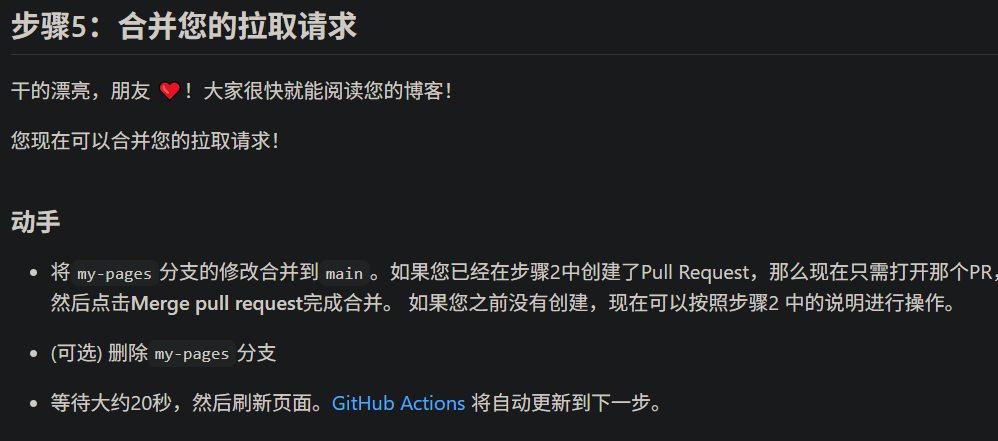 步骤5：合并您的拉取请求
干的漂亮，朋友 ❤️！大家很快就能阅读您的博客！
您现在可以合并您的拉取请求！
动手
将 my-pages 分支的修改合并到 main 。如果您已经在步骤2中创建了Pull Request，那么现在只需打开那个PR，
然后点击Merge pull request完成合并。 如果您之前没有创建，现在可以按照步骤2 中的说明进行操作。
(可选) 删除 my-pages 分支
等待大约20秒，然后刷新页面。GitHub Actions 将自动更新到下一步。